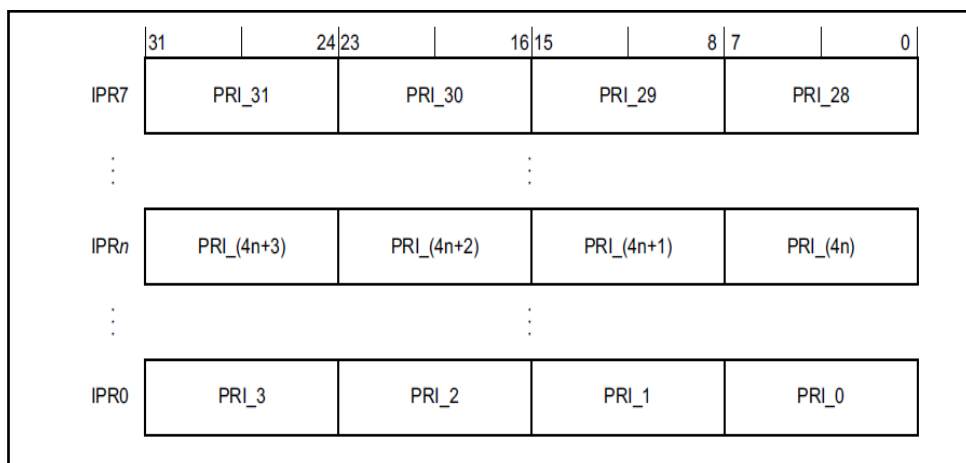 31 24 23 16 15 8 7 0
IPR7 PRI_31 PRI_30 PRI_29 PRI_28
IPRn PRI_(4n+3) PRI_(4n+2) PRI_(4n+1) PRI_(4n)
IPR0 PRI_3 PRI_2 PRI_1 PRI_0